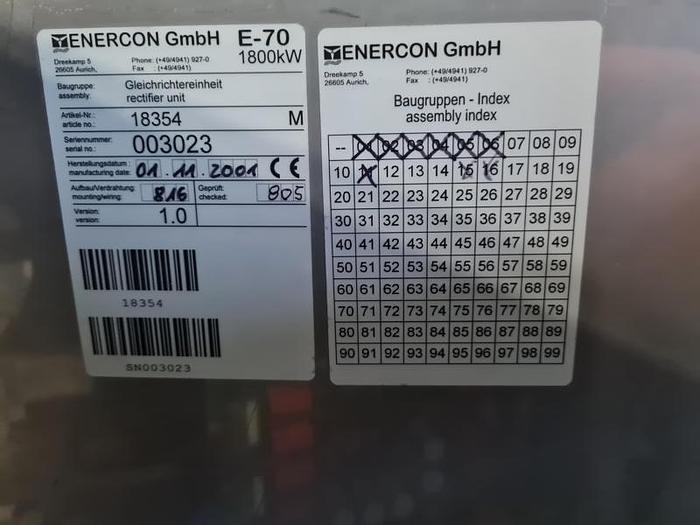 ENERCON GmbH E-70
1800kW
Dreekamp 5 Phone: (+49/4941) 927-0
26605 Aurich, Fax : (+49/4941)
Baugruppe: Gleichrichtereinheit
assembly: rectifier unit
Artikel-Nr.:
article no.: 18354 M
Seriennummer:
serial no.: 003023
Herstellungsdatum :
manufacturing date: 01.11.2001 CE
Aufbau/Verdrahtung: Geprüft:
mounting/wiring: 816 checked: 805
Version:
version: 1.0
18354
SN003023
ENERCON GmbH
Dreekamp 5 Phone: (+49/4941) 927-0
26605 Aurich, Fax : (+49/4941)
Baugruppen - Index
assembly index
-- 01 02 03 04 05 06 07 08 09
10 11 12 13 14 15 16 17 18 19
20 21 22 23 24 25 26 27 28 29
30 31 32 33 34 35 36 37 38 39
40 41 42 43 44 45 46 47 48 49
50 51 52 53 54 55 56 57 58 59
60 61 62 63 64 65 66 67 68 69
70 71 72 73 74 75 76 77 78 79
80 81 82 83 84 85 86 87 88 89
90 91 92 93 94 95 96 97 98 99